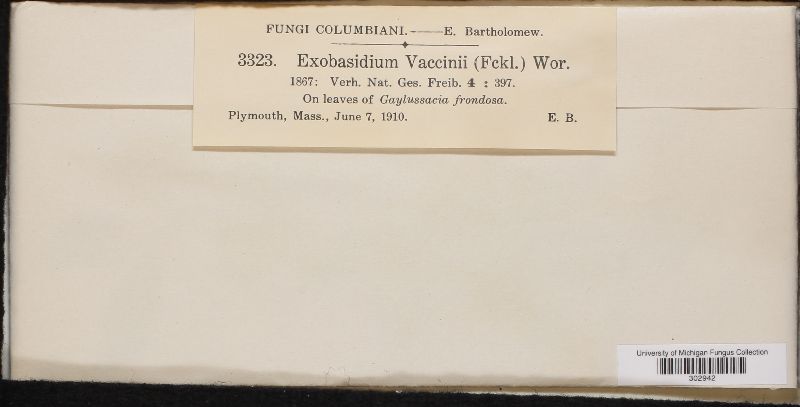 FUNGI COLUMBIANI.——E. Bartholomew.
3323. Exobasidium Vaccinii (Fckl.) Wor.
1867: Verh. Nat. Ges. Freib. 4 : 397.
On leaves of Gaylussacia frondosa.
Plymouth, Mass., June 7, 1910. E. B.
University of Michigan Fungus Collection
302942